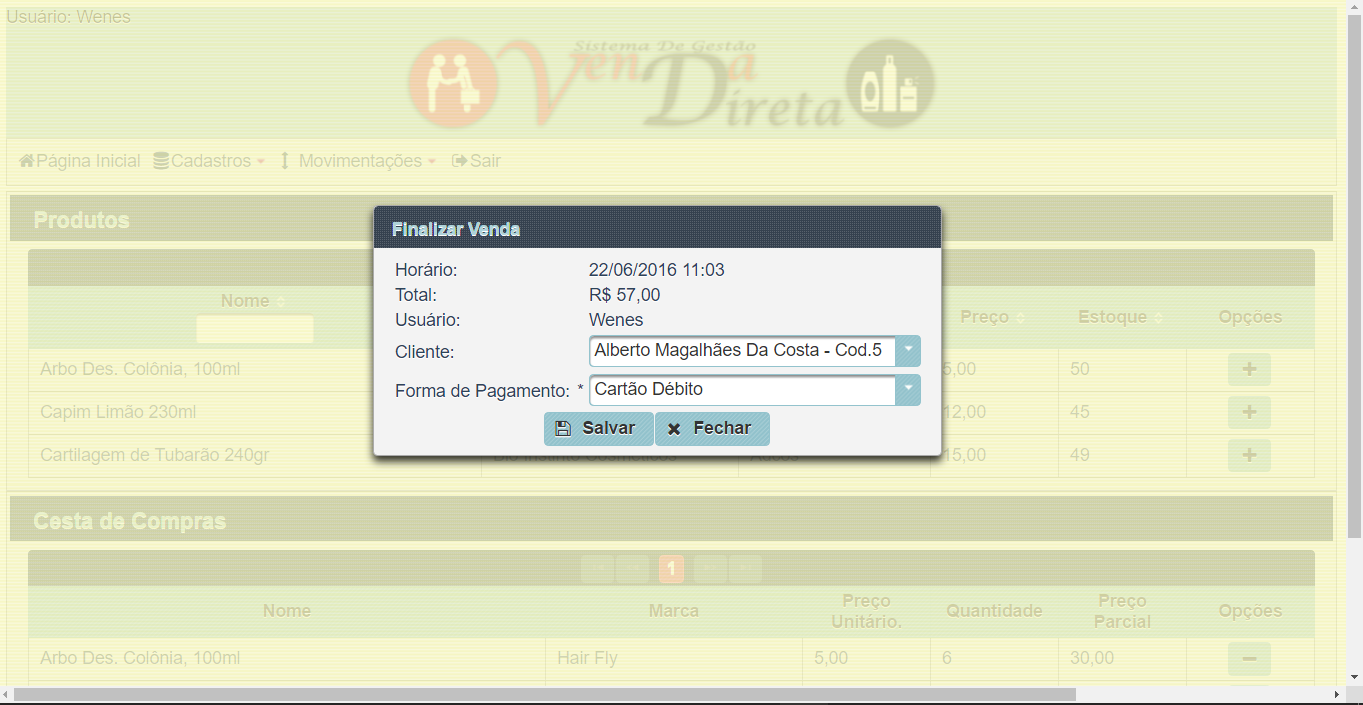 Usuário: Wenes
Sistema De Gestão
VenDa
Direta
Página Inicial Cadastros Movimentações Sair
Produtos
Finalizar Venda
Horário: 22/06/2016 11:03
Total: R$ 57,00
Usuário: Wenes
Cliente: Alberto Magalhães Da Costa - Cod.5
Forma de Pagamento: * Cartão Débito
Salvar Fechar
Nome Preço Estoque Opções
Arbo Des. Colônia, 100ml 5,00 50
Capim Limão 230ml 12,00 45
Cartilagem de Tubarão 240gr 15,00 49
Cesta de Compras
1
Nome Marca Preço Unitário. Quantidade Preço Parcial Opções
Arbo Des. Colônia, 100ml Hair Fly 5,00 6 30,00